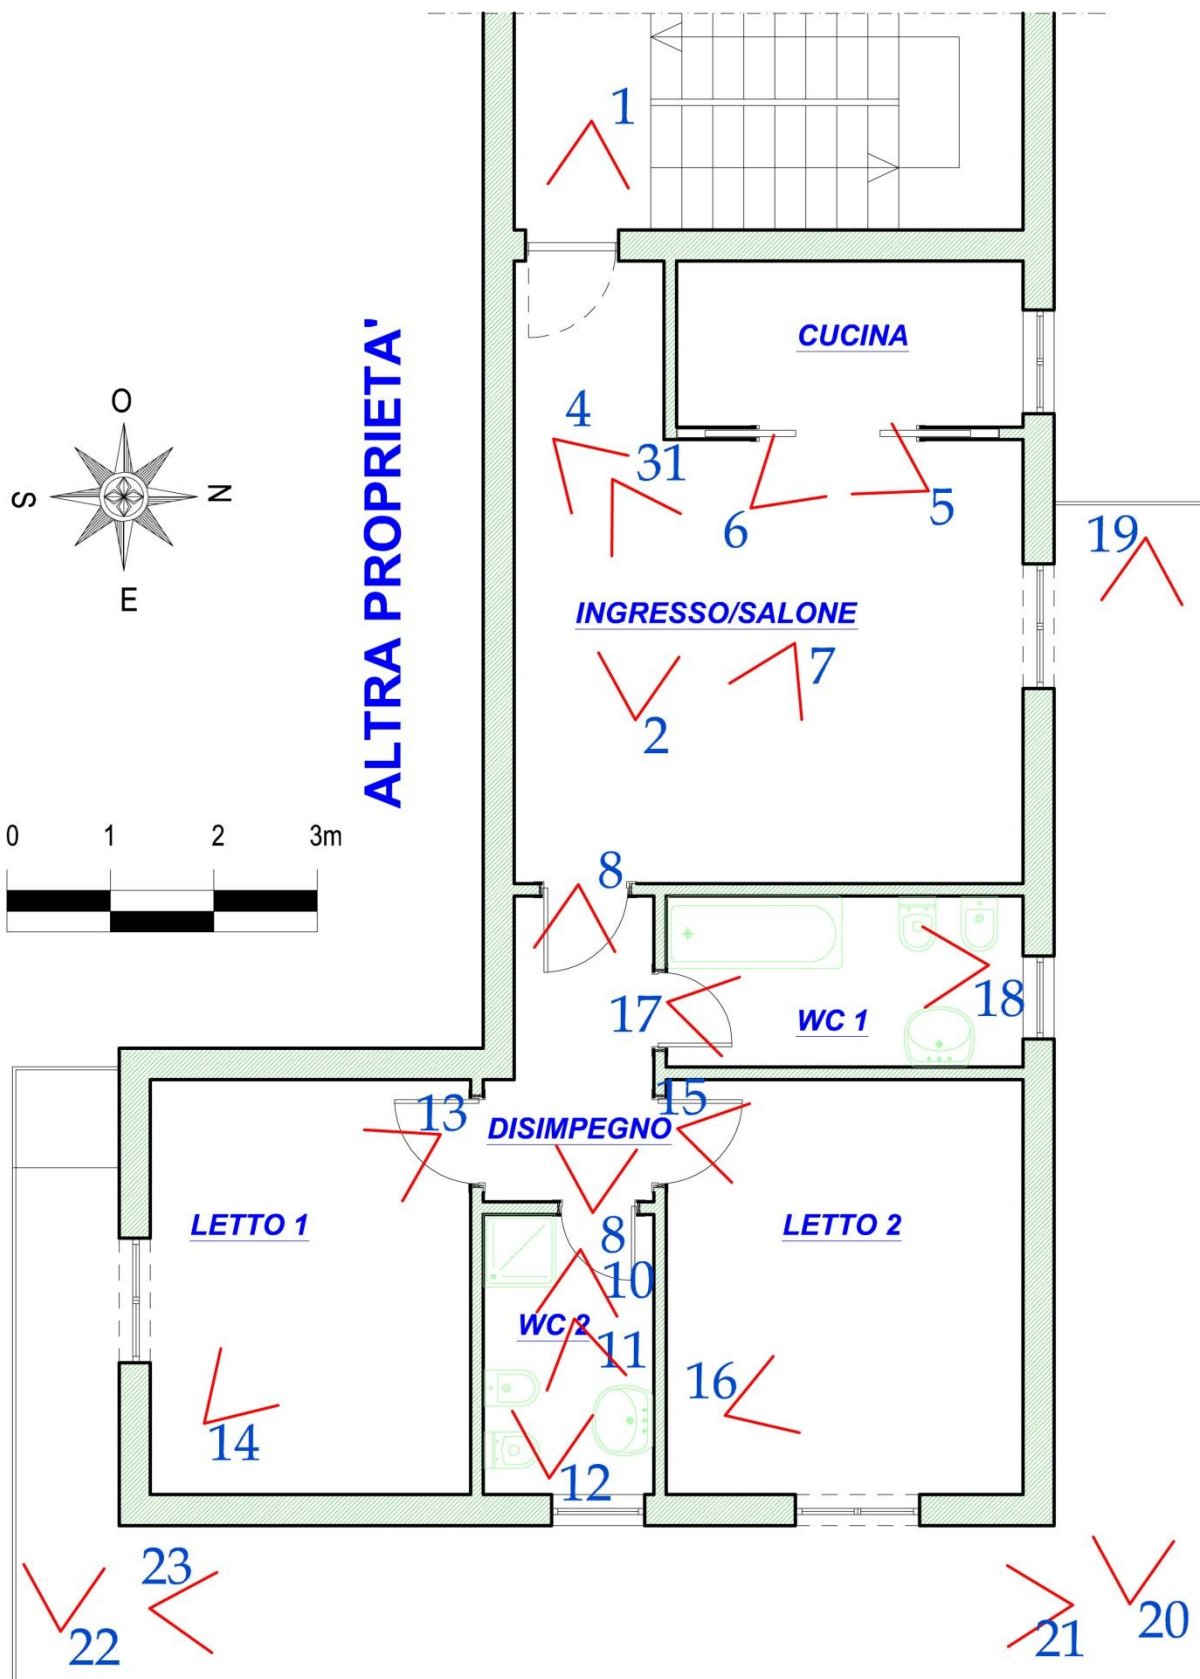 1
CUCINA
ALTRA PROPRIETA'
O
S
N
E
4
31
6
5
19
INGRESSO/SALONE
7
2
0 1 2 3m
8
17
WC 1
18
13
15
DISIMPEGNO
LETTO 1
8
LETTO 2
10
WC 2
11
16
14
12
23
22
21
20